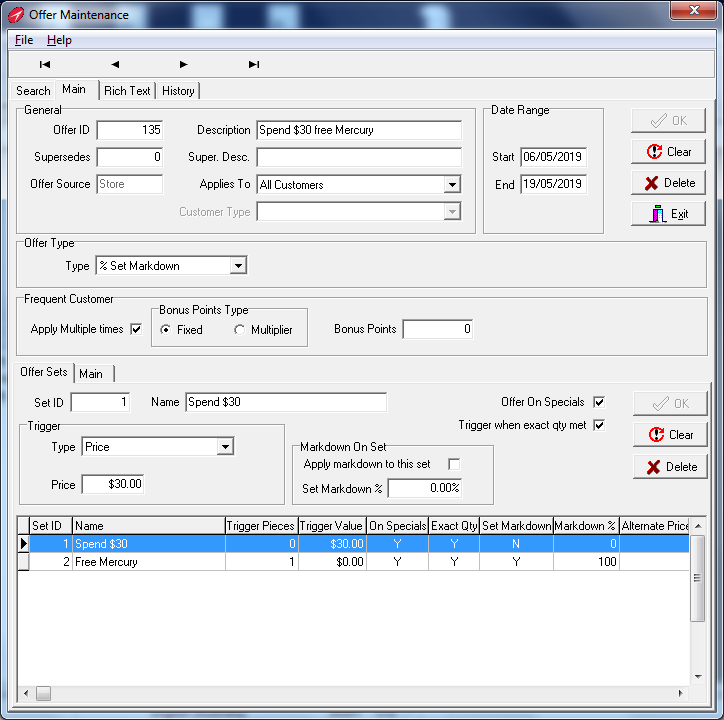 Offer Maintenance
File Help
Search Main Rich Text History
General
Offer ID 135 Description Spend $30 free Mercury
Supersedes 0 Super. Desc.
Offer Source Store Applies To All Customers
Customer Type
Date Range
Start 06/05/2019
End 19/05/2019
OK
Clear
Delete
Exit
Offer Type
Type % Set Markdown
Frequent Customer
Apply Multiple times
Bonus Points Type
Fixed Multiplier
Bonus Points 0
Offer Sets Main
Set ID 1 Name Spend $30
Offer On Specials
Trigger when exact qty met
Trigger
Type Price
Price $30.00
Markdown On Set
Apply markdown to this set
Set Markdown % 0.00%
OK
Clear
Delete
Set ID Name Trigger Pieces Trigger Value On Specials Exact Qty Set Markdown Markdown % Alternate Price
1 Spend $30 0 $30.00 Y Y N 0
2 Free Mercury 1 $0.00 Y Y Y 100